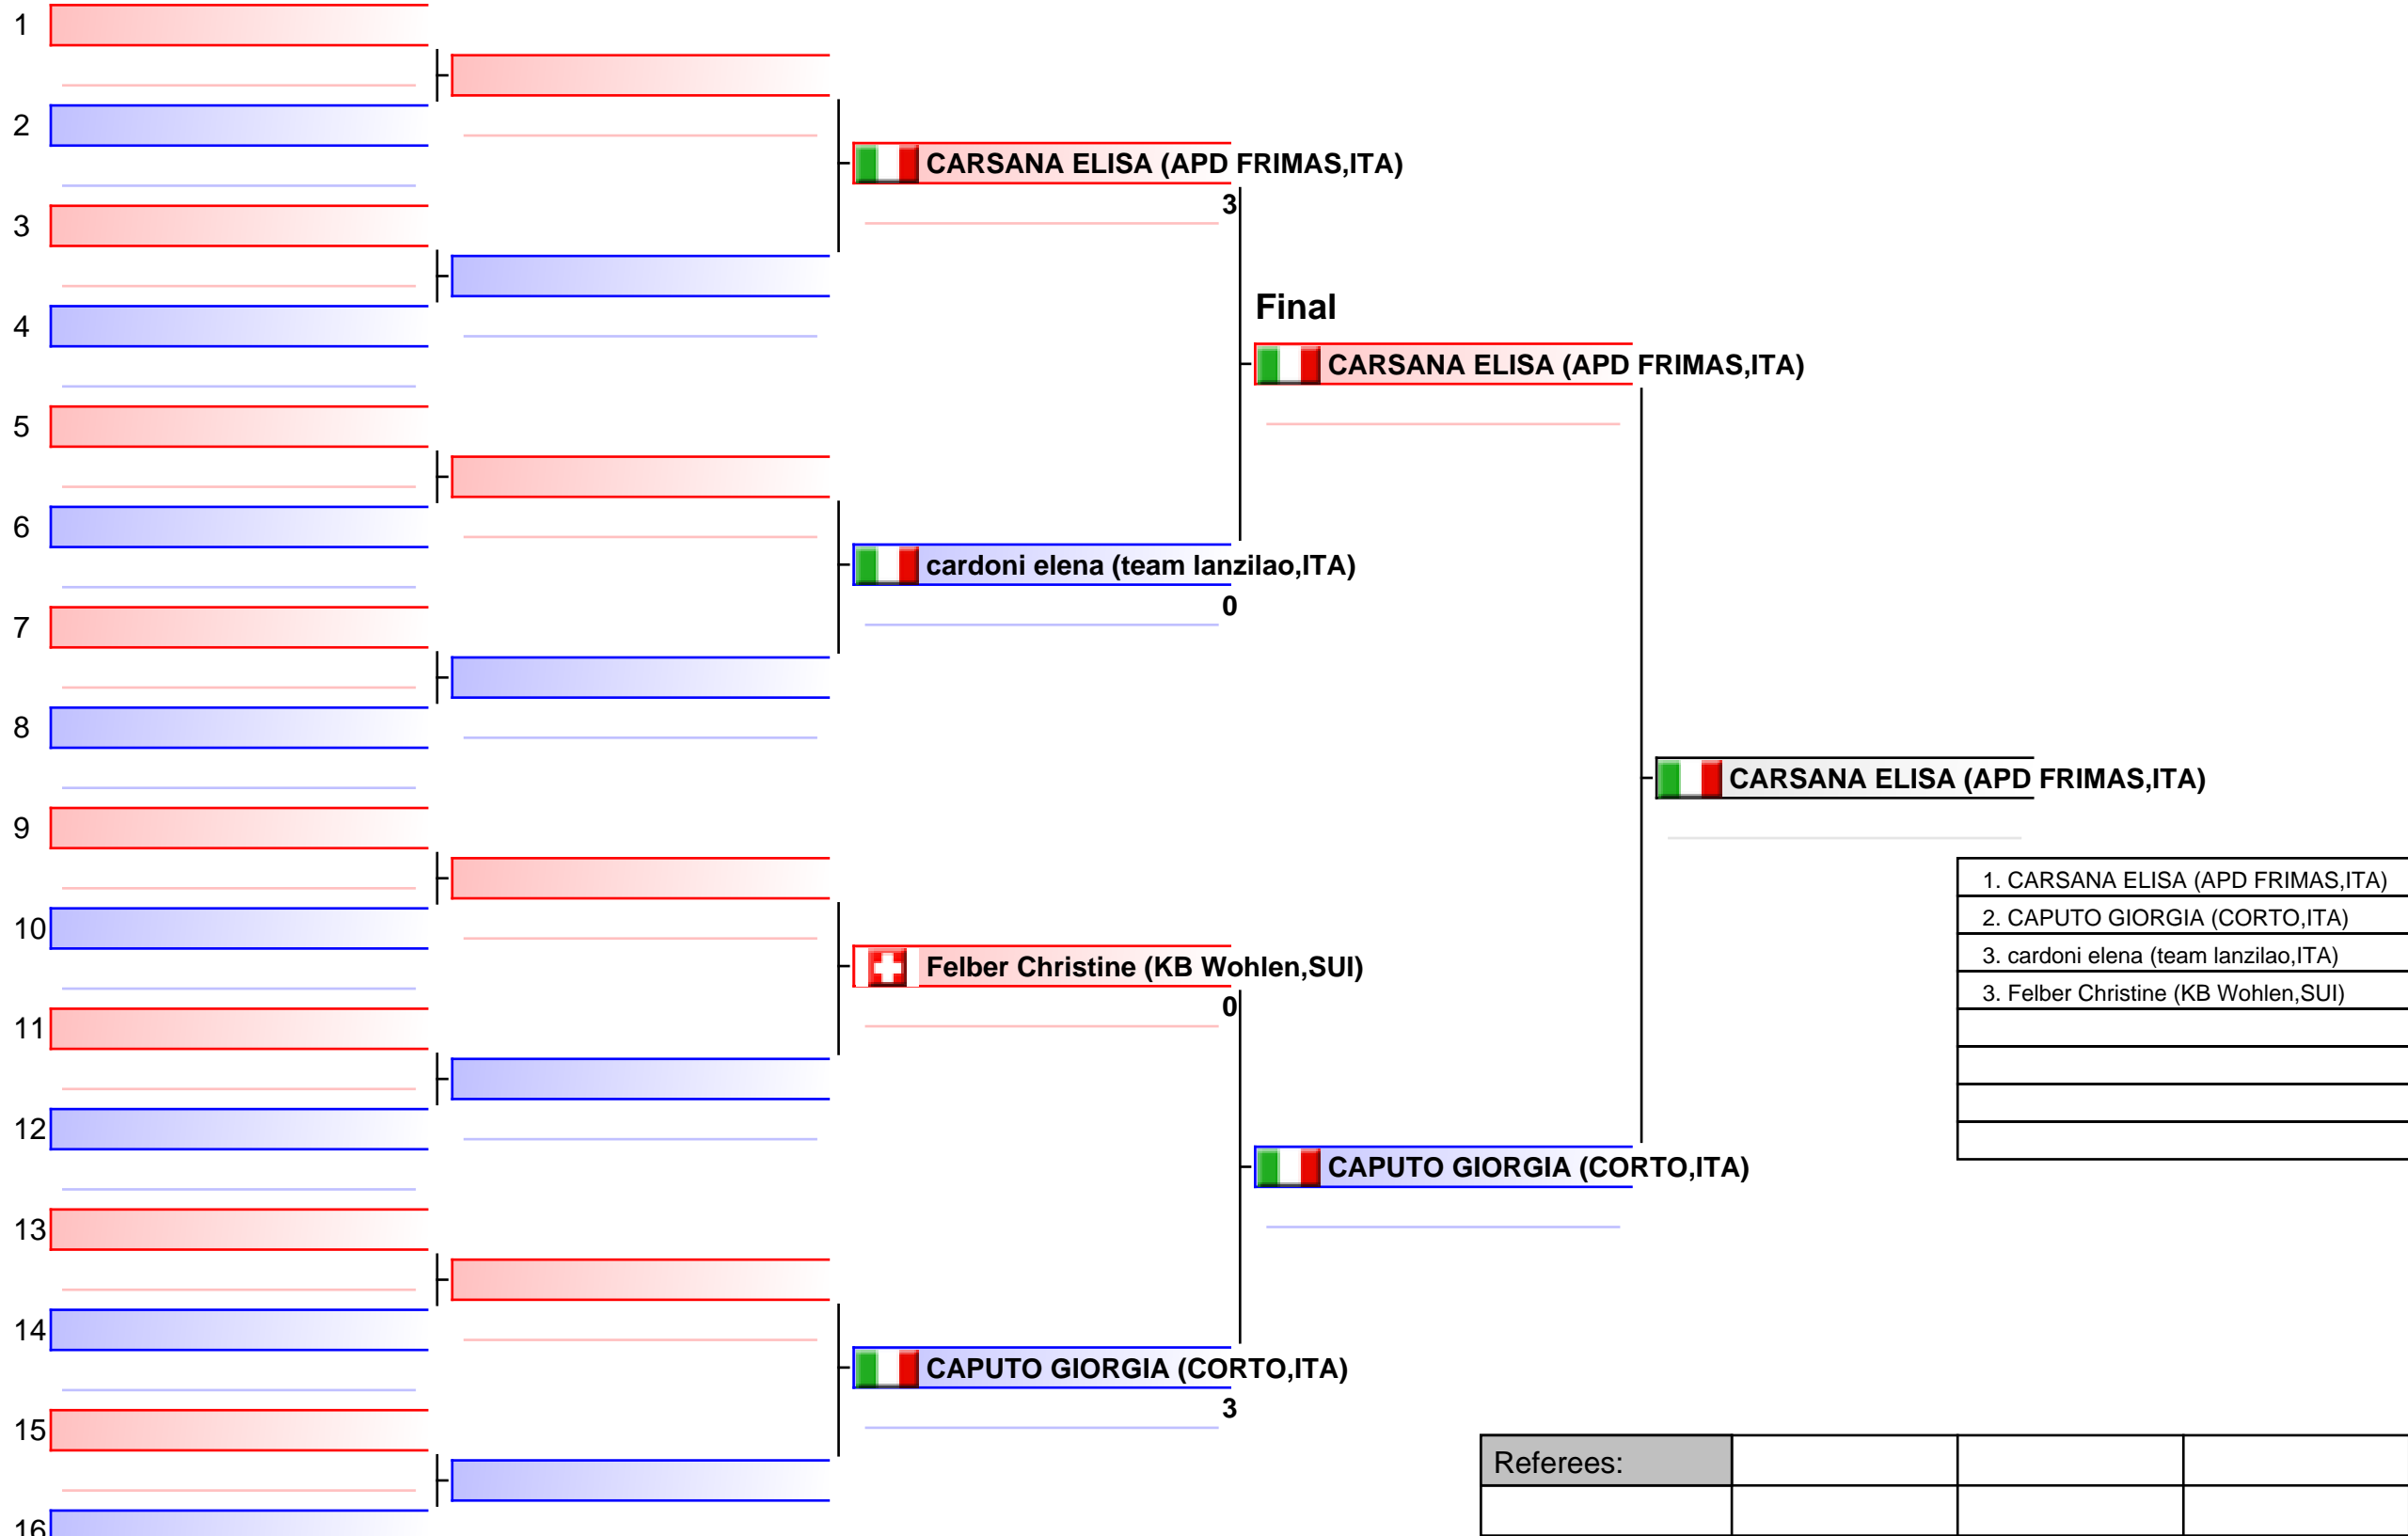 1
2
CARSANA ELISA (APD FRIMAS,ITA)
3
3
Final
4
CARSANA ELISA (APD FRIMAS,ITA)
5
6
cardoni elena (team lanzilao,ITA)
0
7
8
CARSANA ELISA (APD FRIMAS,ITA)
9
1. CARSANA ELISA (APD FRIMAS,ITA)
2. CAPUTO GIORGIA (CORTO,ITA)
3. cardoni elena (team lanzilao,ITA)
3. Felber Christine (KB Wohlen,SUI)
10
Felber Christine (KB Wohlen,SUI)
0
11
12
CAPUTO GIORGIA (CORTO,ITA)
13
14
CAPUTO GIORGIA (CORTO,ITA)
3
15
Referees:
16